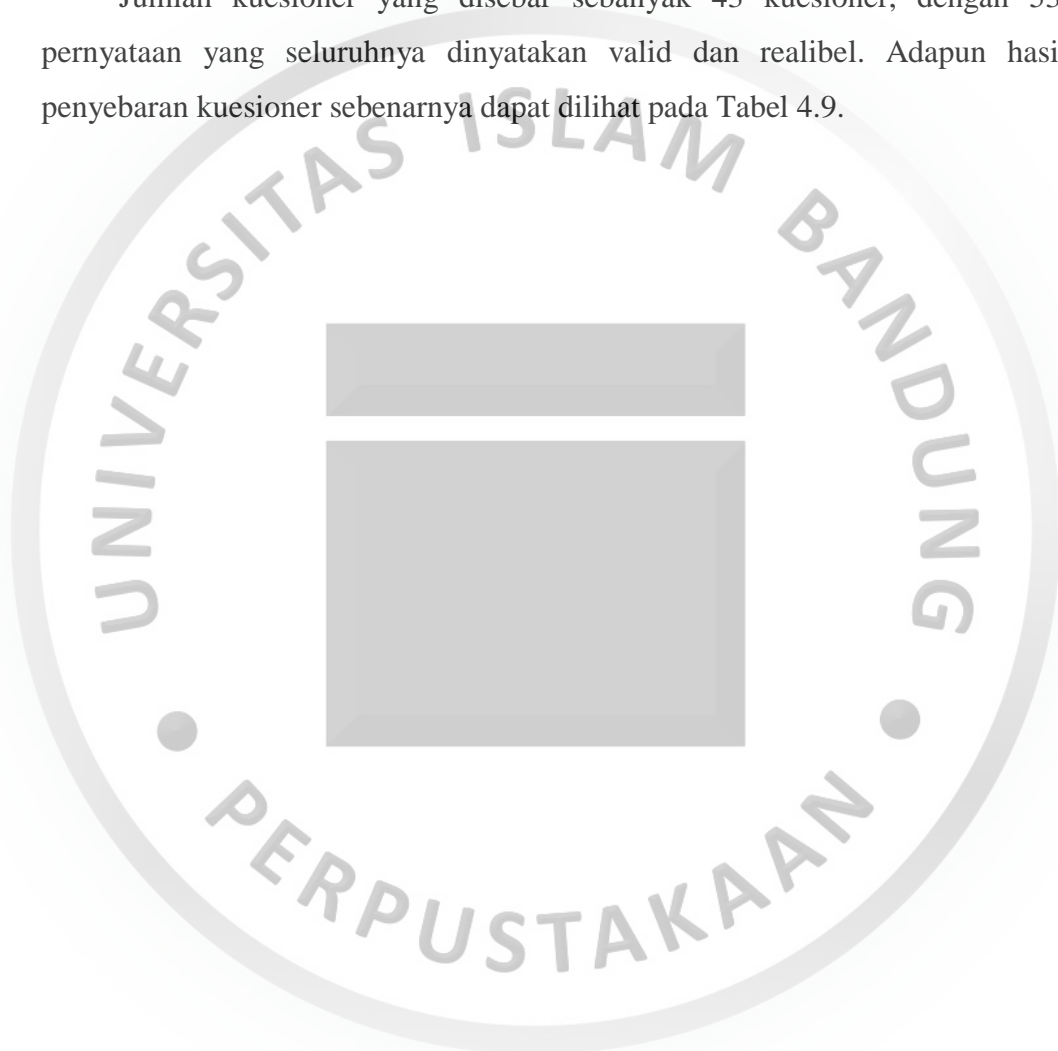 Jumlah kuesioner yang disebar sebanyak kuesioner, dengan
pernyataan yang seluruhnya dinyatakan valid dan realibel. Adapun hasi
penyebaran kuesioner sebenarnya dapat dilihat pada Tabel 4.9.
UNIVERSITAS ISLAM BANDUNG
• PERPUSTAKAAN •